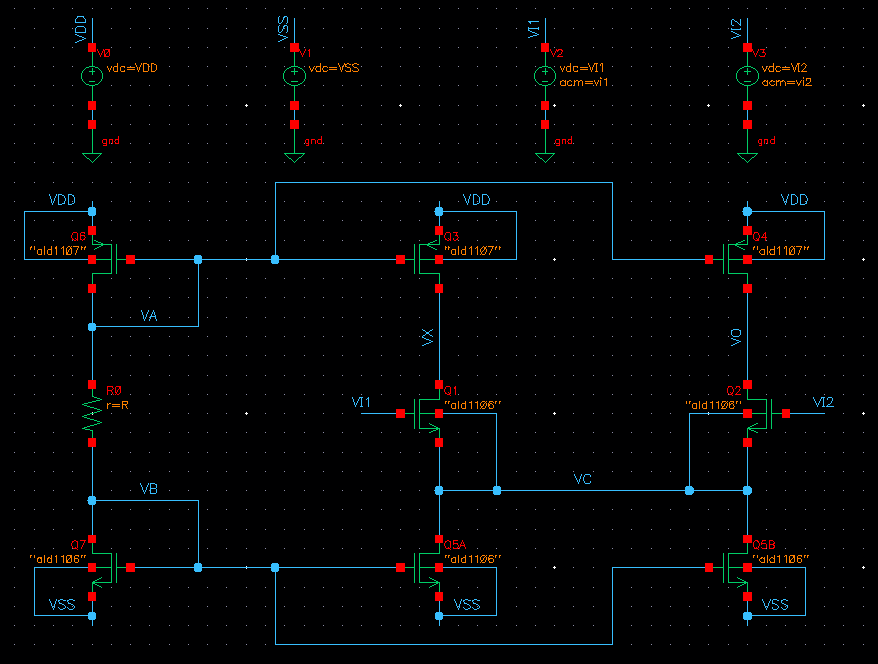 VDD VSS VI1 VI2
V0 V1 V2 V3
vdc=VDD vdc=VSS vdc=VI1 vdc=VI2
acm=vi1 acm=vi2
gnd gnd gnd gnd
VDD VDD VDD
Q6 Q3 Q4
"ald1107" "ald1107" "ald1107"
VA VX VO
R0 Q1 Q2
r=R VI1 "ald1106" "ald1106" VI2
VC
VB
Q7 Q5A Q5B
"ald1106" "ald1106" "ald1106"
VSS VSS VSS